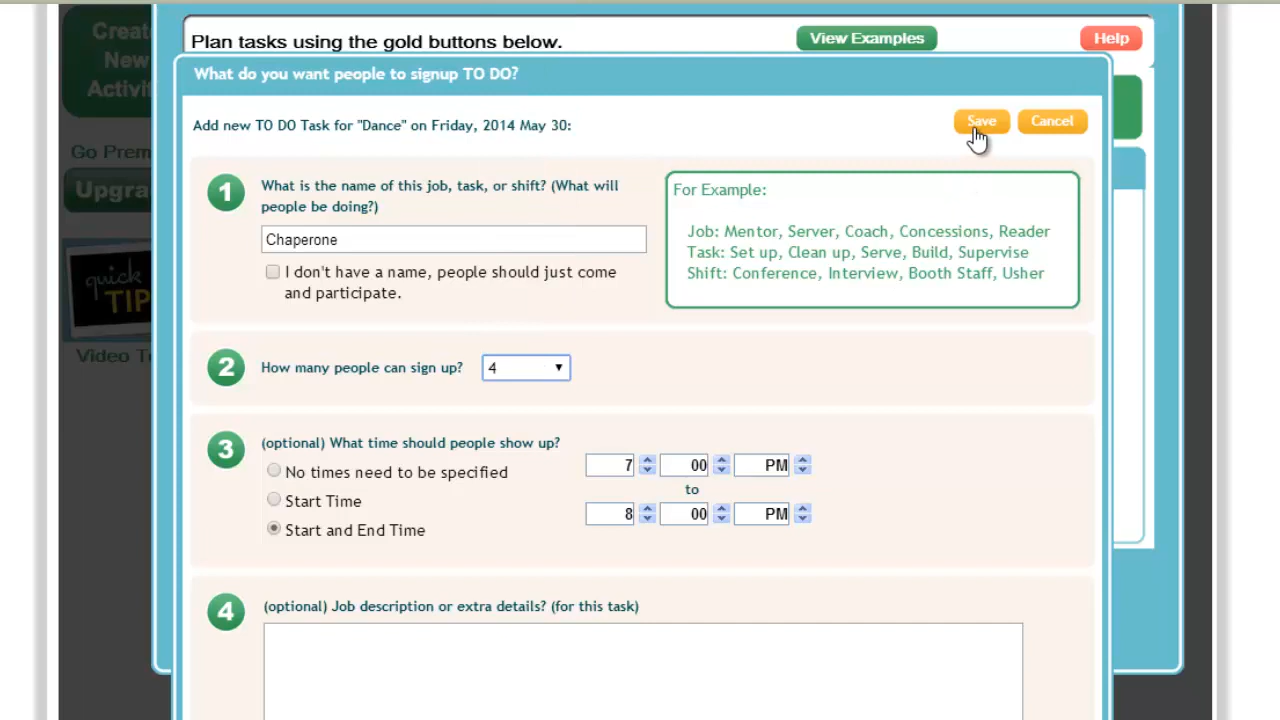 Create
New
Activi
Plan tasks using the gold buttons below.
View Examples
Help
What do you want people to signup TO DO?
Add new TO DO Task for "Dance" on Friday, 2014 May 30:
Save
Cancel
Go Prem
Upgra
quick
TIP
Video T
1
What is the name of this job, task, or shift? (What will
people be doing?)
Chaperone
I don't have a name, people should just come
and participate.
For Example:
Job: Mentor, Server, Coach, Concessions, Reader
Task: Set up, Clean up, Serve, Build, Supervise
Shift: Conference, Interview, Booth Staff, Usher
2
How many people can sign up?
4
3
(optional) What time should people show up?
No times need to be specified
Start Time
Start and End Time
7 00 PM
to
8 00 PM
4
(optional) Job description or extra details? (for this task)